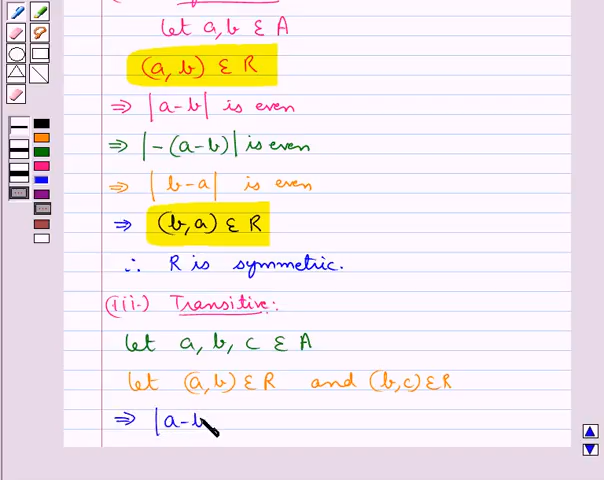 let a, b ∈ A
(a, b) ∈ R
⇒ |a-b| is even
⇒ |-(a-b)| is even
⇒ |b-a| is even
⇒ (b, a) ∈ R
∴ R is symmetric.
(iii.) Transitive:
let a, b, c ∈ A
let (a, b) ∈ R and (b, c) ∈ R
⇒ |a-b